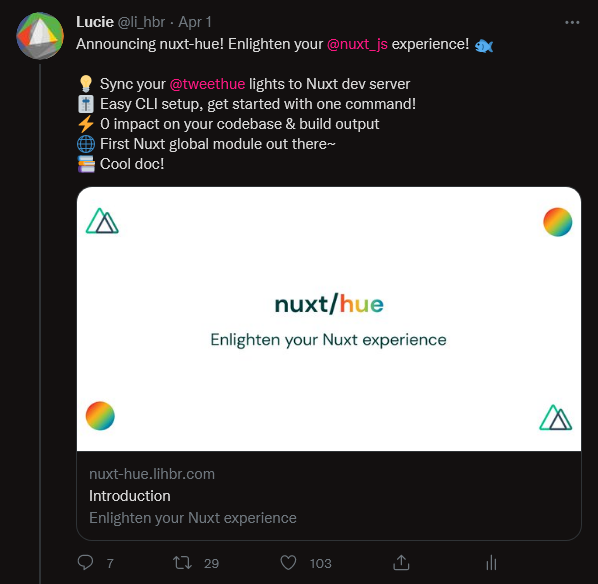 Lucie @li_hbr · Apr 1
Announcing nuxt-hue! Enlighten your @nuxt_js experience! 🐟
💡 Sync your @tweethue lights to Nuxt dev server
🎚️ Easy CLI setup, get started with one command!
⚡ 0 impact on your codebase & build output
🌐 First Nuxt global module out there~
📚 Cool doc!
nuxt/hue
Enlighten your Nuxt experience
nuxt-hue.lihbr.com
Introduction
Enlighten your Nuxt experience
7 29 103